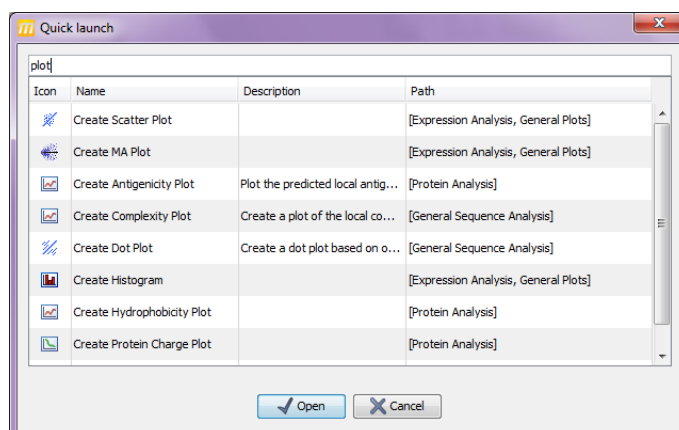 Quick launch
plot
Icon Name Description Path
Create Scatter Plot [Expression Analysis, General Plots]
Create MA Plot [Expression Analysis, General Plots]
Create Antigenicity Plot Plot the predicted local antig... [Protein Analysis]
Create Complexity Plot Create a plot of the local co... [General Sequence Analysis]
Create Dot Plot Create a dot plot based on o... [General Sequence Analysis]
Create Histogram [Expression Analysis, General Plots]
Create Hydrophobicity Plot [Protein Analysis]
Create Protein Charge Plot [Protein Analysis]
Open Cancel